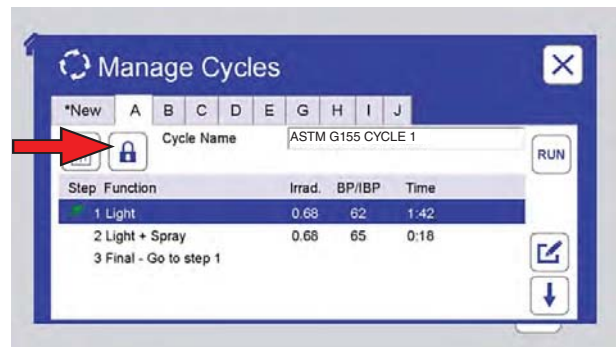 Manage Cycles
*New A B C D E G H I J
Cycle Name ASTM G155 CYCLE 1
RUN
Step Function Irrad. BP/IBP Time
1 Light 0.68 62 1:42
2 Light + Spray 0.68 65 0:18
3 Final - Go to step 1